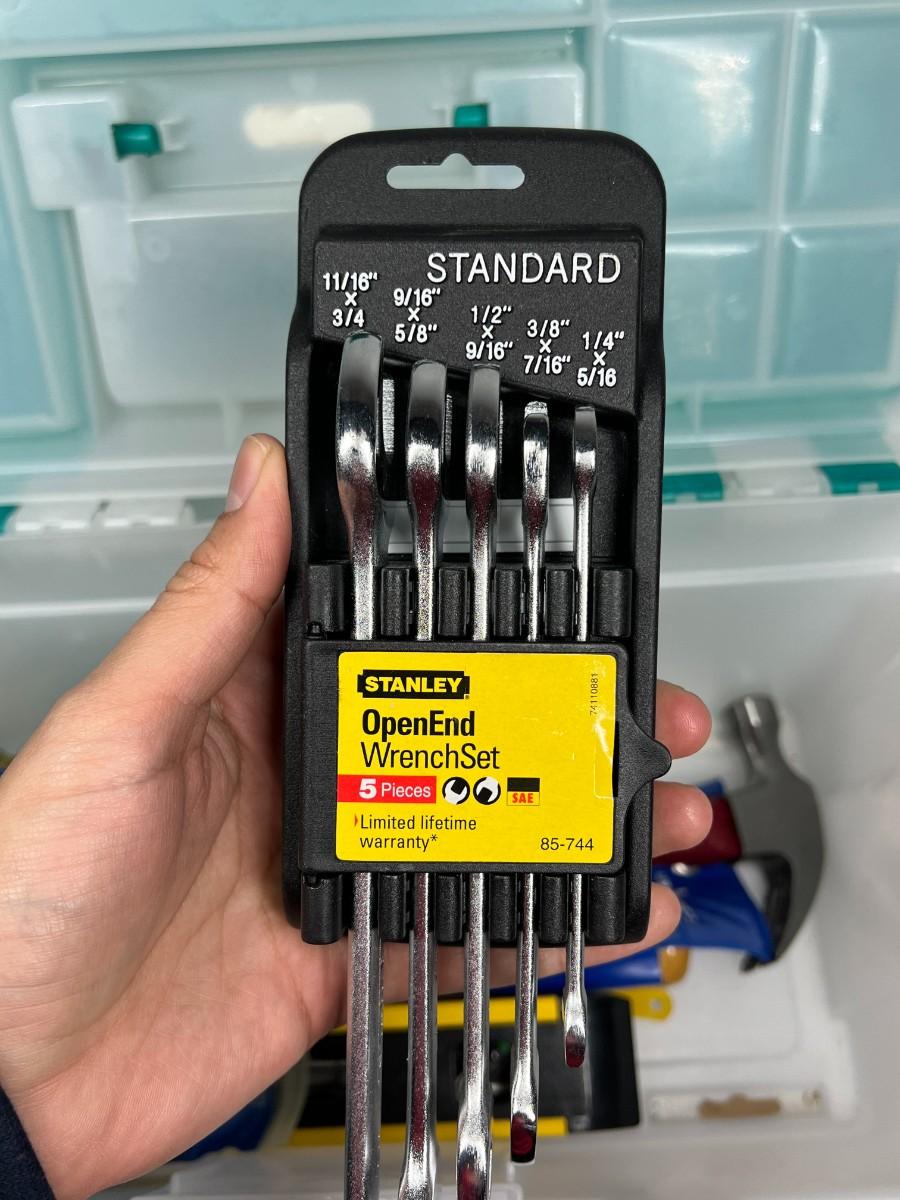 STANDARD
11/16"
×
3/4
9/16"
×
5/8"
1/2"
×
9/16"
3/8"
×
7/16"
1/4"
×
5/16
STANLEY
74110881
OpenEnd
WrenchSet
5 Pieces
SAE
Limited lifetime
warranty*
85-744